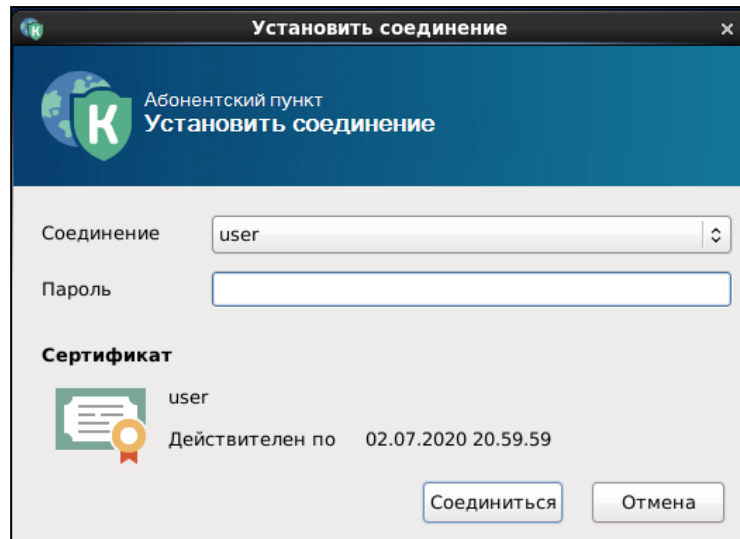 Установить соединение
Абонентский пункт
Установить соединение
K
Соединение user
Пароль
Сертификат
user
Действителен по 02.07.2020 20.59.59
Соединиться Отмена